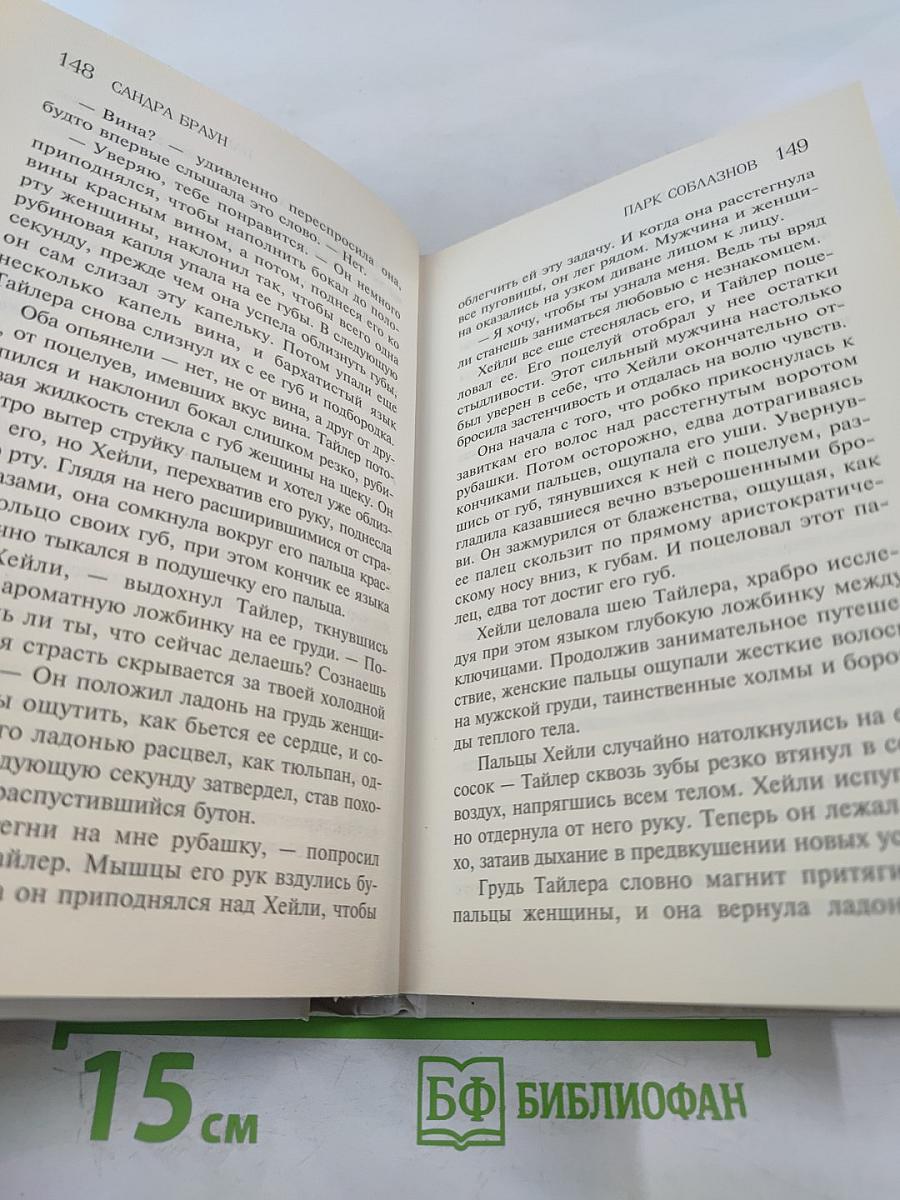 148 САНДРА БРАУН
— Вина? — удивленно переспросила она,
будто впервые слышала это слово. — Нет.
— Уверяю, тебе понравится. — Он немного
приподнялся, чтобы наполнить бокал до поло-
вины красным вином, а потом, поднеся его ко
рту женщины, наклонил так, чтобы всего одна
рубиновая капля упала на ее губы. В следующую
секунду, прежде чем она успела облизнуть губы,
он сам слизал эту капельку. Потом упали еще
несколько капель вина, и бархатистый язык
Тайлера снова слизнул их с ее губ и подбородка.
Оба опьянели — нет, не от вина, а друг от дру-
, от поцелуев, имевших вкус вина. Тайлер пото-
пился и наклонил бокал слишком резко, руби-
вая жидкость стекла с губ жещины на щеку. Он
тро вытер струйку пальцем и хотел уже облиз-
его, но Хейли, перехватив его руку, поднесла
рту. Глядя на него расширившимися от стра-
азами, она сомкнула вокруг его пальца крас-
ольцо своих губ, при этом кончик ее языка
нно тыкался в подушечку его пальца.
Хейли, — выдохнул Тайлер, ткнувшись
ароматную ложбинку на ее груди. — По-
ь ли ты, что сейчас делаешь? Сознаешь
я страсть скрывается за твоей холодной
— Он положил ладонь на грудь женщи-
ы ощутить, как бьется ее сердце, и со-
го ладонью расцвел, как тюльпан, од-
дующую секунду затвердел, став похо-
распустившийся бутон.
егни на мне рубашку, — попросил
айлер. Мышцы его рук вздулись бу-
а он приподнялся над Хейли, чтобы
ПАРК СОБЛАЗНОВ 149
облегчить ей эту задачу. И когда она расстегнула
все пуговицы, он лег рядом. Мужчина и женщи-
на оказались на узком диване лицом к лицу.
— Я хочу, чтобы ты узнала меня. Ведь ты вряд
ли станешь заниматься любовью с незнакомцем.
Хейли все еще стеснялась его, и Тайлер поце-
ловал ее. Его поцелуй отобрал у нее остатки
стыдливости. Этот сильный мужчина настолько
был уверен в себе, что Хейли окончательно от-
бросила застенчивость и отдалась на волю чувств.
Она начала с того, что робко прикоснулась к
завиткам его волос над расстегнутым воротом
рубашки. Потом осторожно, едва дотрагиваясь
кончиками пальцев, ощупала его уши. Увернув-
шись от губ, тянувшихся к ней с поцелуем, раз-
гладила казавшиеся вечно взъерошенными бро-
ви. Он зажмурился от блаженства, ощущая, как
ее палец скользит по прямому аристократиче-
скому носу вниз, к губам. И поцеловал этот па-
лец, едва тот достиг его губ.
Хейли целовала шею Тайлера, храбро иссле-
дуя при этом языком глубокую ложбинку между
ключицами. Продолжив занимательное путеше-
ствие, женские пальцы ощупали жесткие волос
на мужской груди, таинственные холмы и боро
ды теплого тела.
Пальцы Хейли случайно натолкнулись на е
сосок — Тайлер сквозь зубы резко втянул в се
воздух, напрягшись всем телом. Хейли испуг
но отдернула от него руку. Теперь он лежал
хо, затаив дыхание в предвкушении новых ус
Грудь Тайлера словно магнит притяги
пальцы женщины, и она вернула ладон
15 см
БФ БИБЛИОФАН